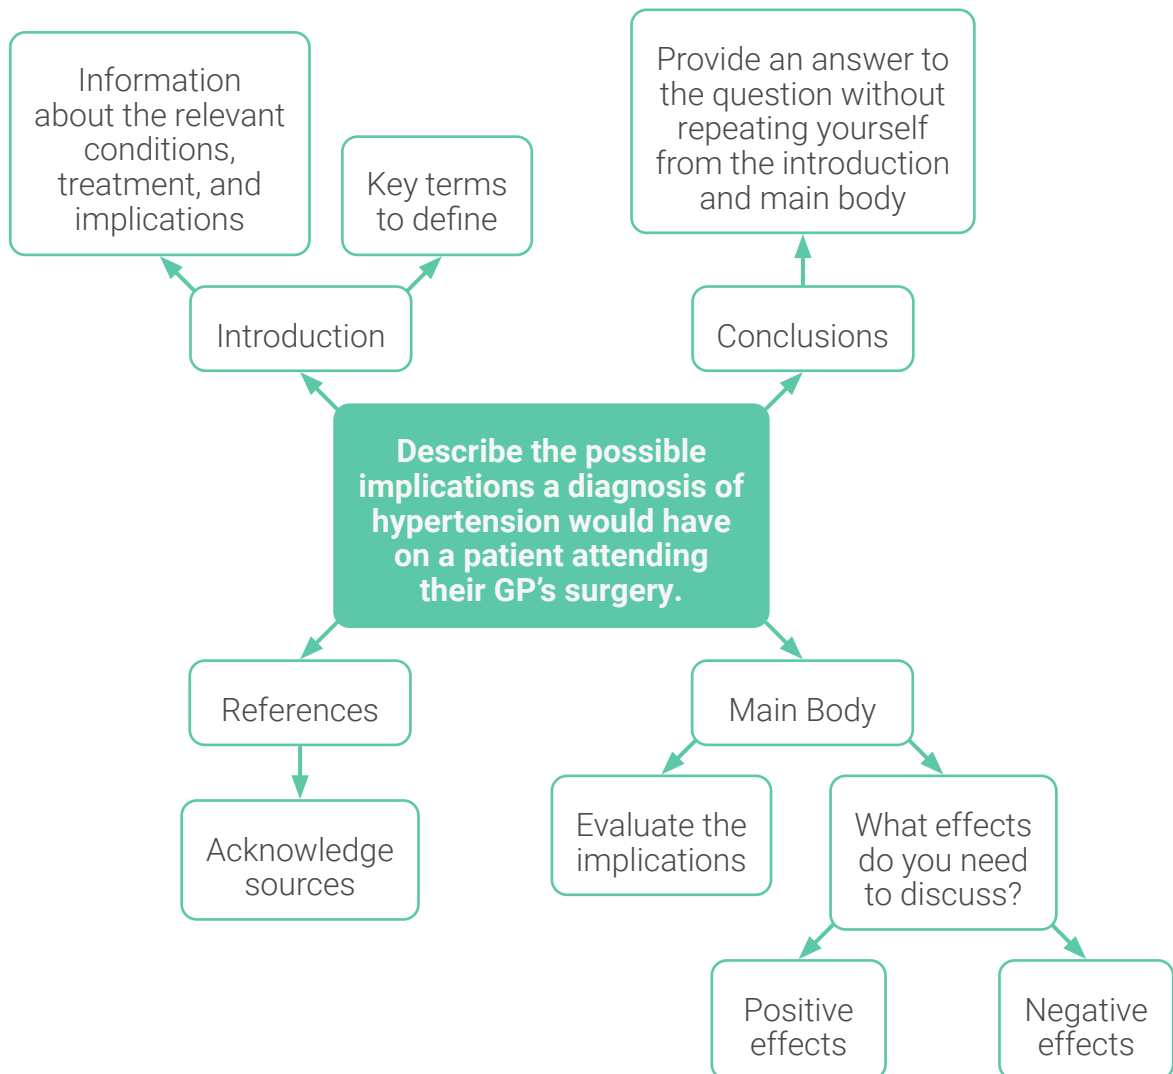 Information
about the relevant
conditions,
treatment, and
implications
Key terms
to define
Provide an answer to
the question without
repeating yourself
from the introduction
and main body
Introduction
Conclusions
Describe the possible
implications a diagnosis of
hypertension would have
on a patient attending
their GP’s surgery.
References
Main Body
Acknowledge
sources
Evaluate the
implications
What effects
do you need
to discuss?
Positive
effects
Negative
effects